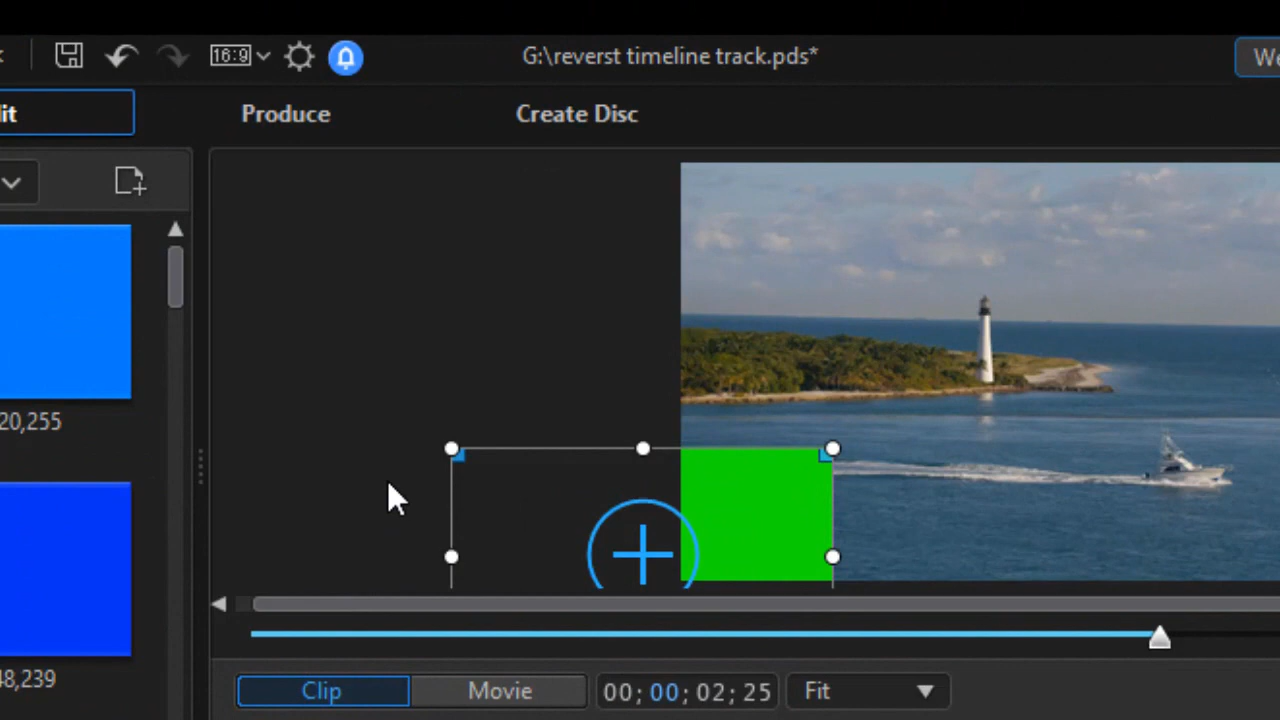 16:9
G:\reverst timeline track.pds*
We
lit
Produce
Create Disc
20,255
48,239
Clip
Movie
00; 00; 02; 25
Fit